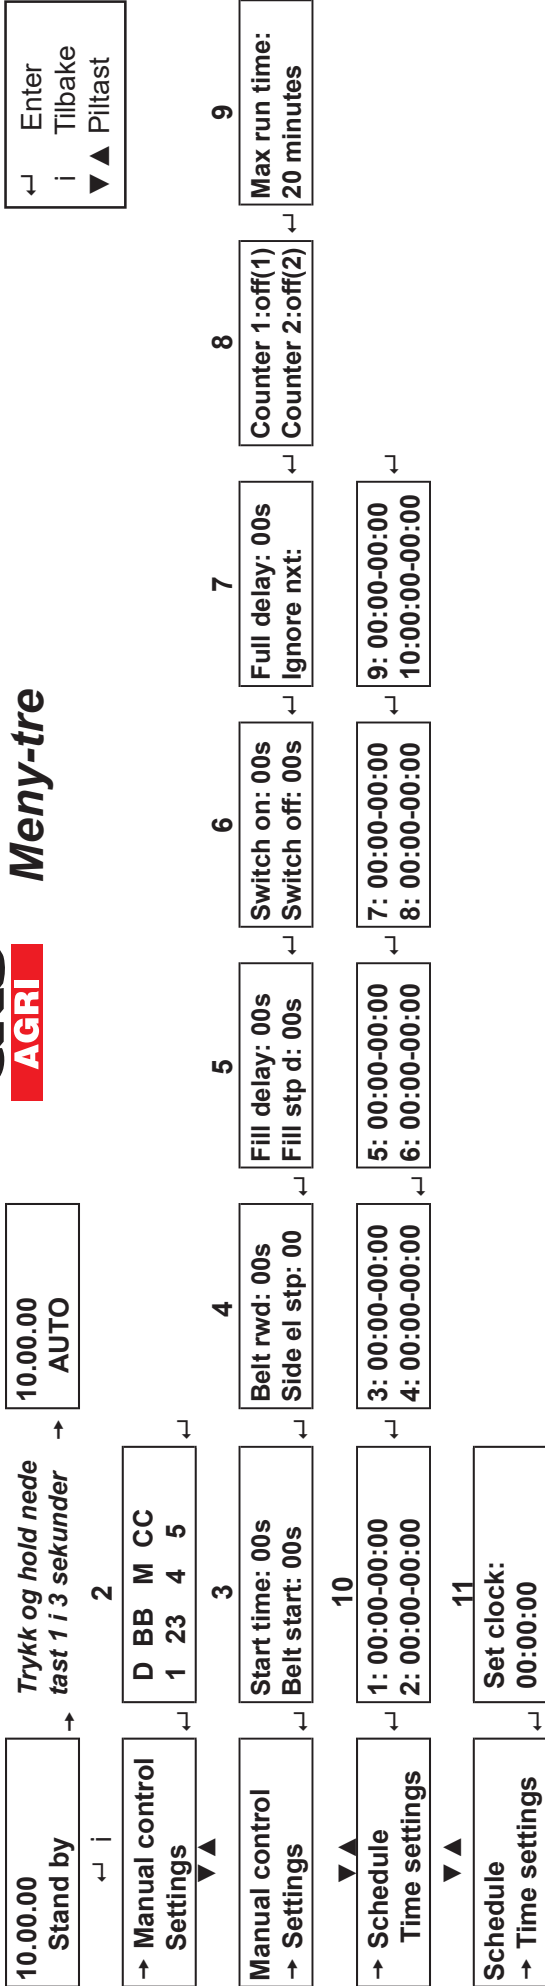 AGRI
Meny-tre
↵ Enter
i Tilbake
▼ ▲ Piltast
10.00.00
Stand by
→
Trykk og hold nede
tast 1 i 3 sekunder
→
10.00.00
AUTO
↵ i
→ Manual control
Settings
↵
2
D BB M CC
1 23 4 5
↵
▼ ▲
Manual control
→ Settings
↵
3
Start time: 00s
Belt start: 00s
↵
4
Belt rwd: 00s
Side el stp: 00
↵
5
Fill delay: 00s
Fill stp d: 00s
↵
6
Switch on: 00s
Switch off: 00s
↵
7
Full delay: 00s
Ignore nxt:
↵
8
Counter 1:off(1)
Counter 2:off(2)
↵
9
Max run time:
20 minutes
▼ ▲
→ Schedule
Time settings
↵
10
1: 00:00-00:00
2: 00:00-00:00
↵
3: 00:00-00:00
4: 00:00-00:00
↵
5: 00:00-00:00
6: 00:00-00:00
↵
7: 00:00-00:00
8: 00:00-00:00
↵
9: 00:00-00:00
10:00:00-00:00
↵
▼ ▲
Schedule
→ Time settings
↵
11
Set clock:
00:00:00